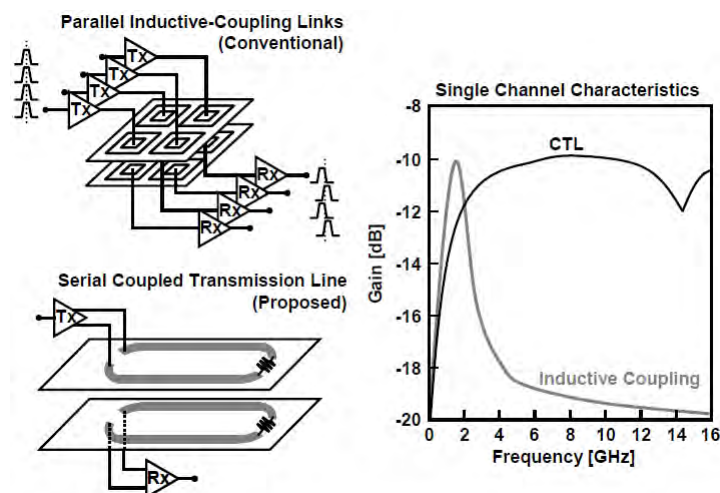 Parallel Inductive-Coupling Links
(Conventional)
Tx
Tx
Tx
Tx
Rx
Rx
Rx
Rx
Serial Coupled Transmission Line
(Proposed)
Tx
Rx
Single Channel Characteristics
-8
-10
-12
-14
-16
-18
-20
Gain [dB]
CTL
Inductive Coupling
0 2 4 6 8 10 12 14 16
Frequency [GHz]